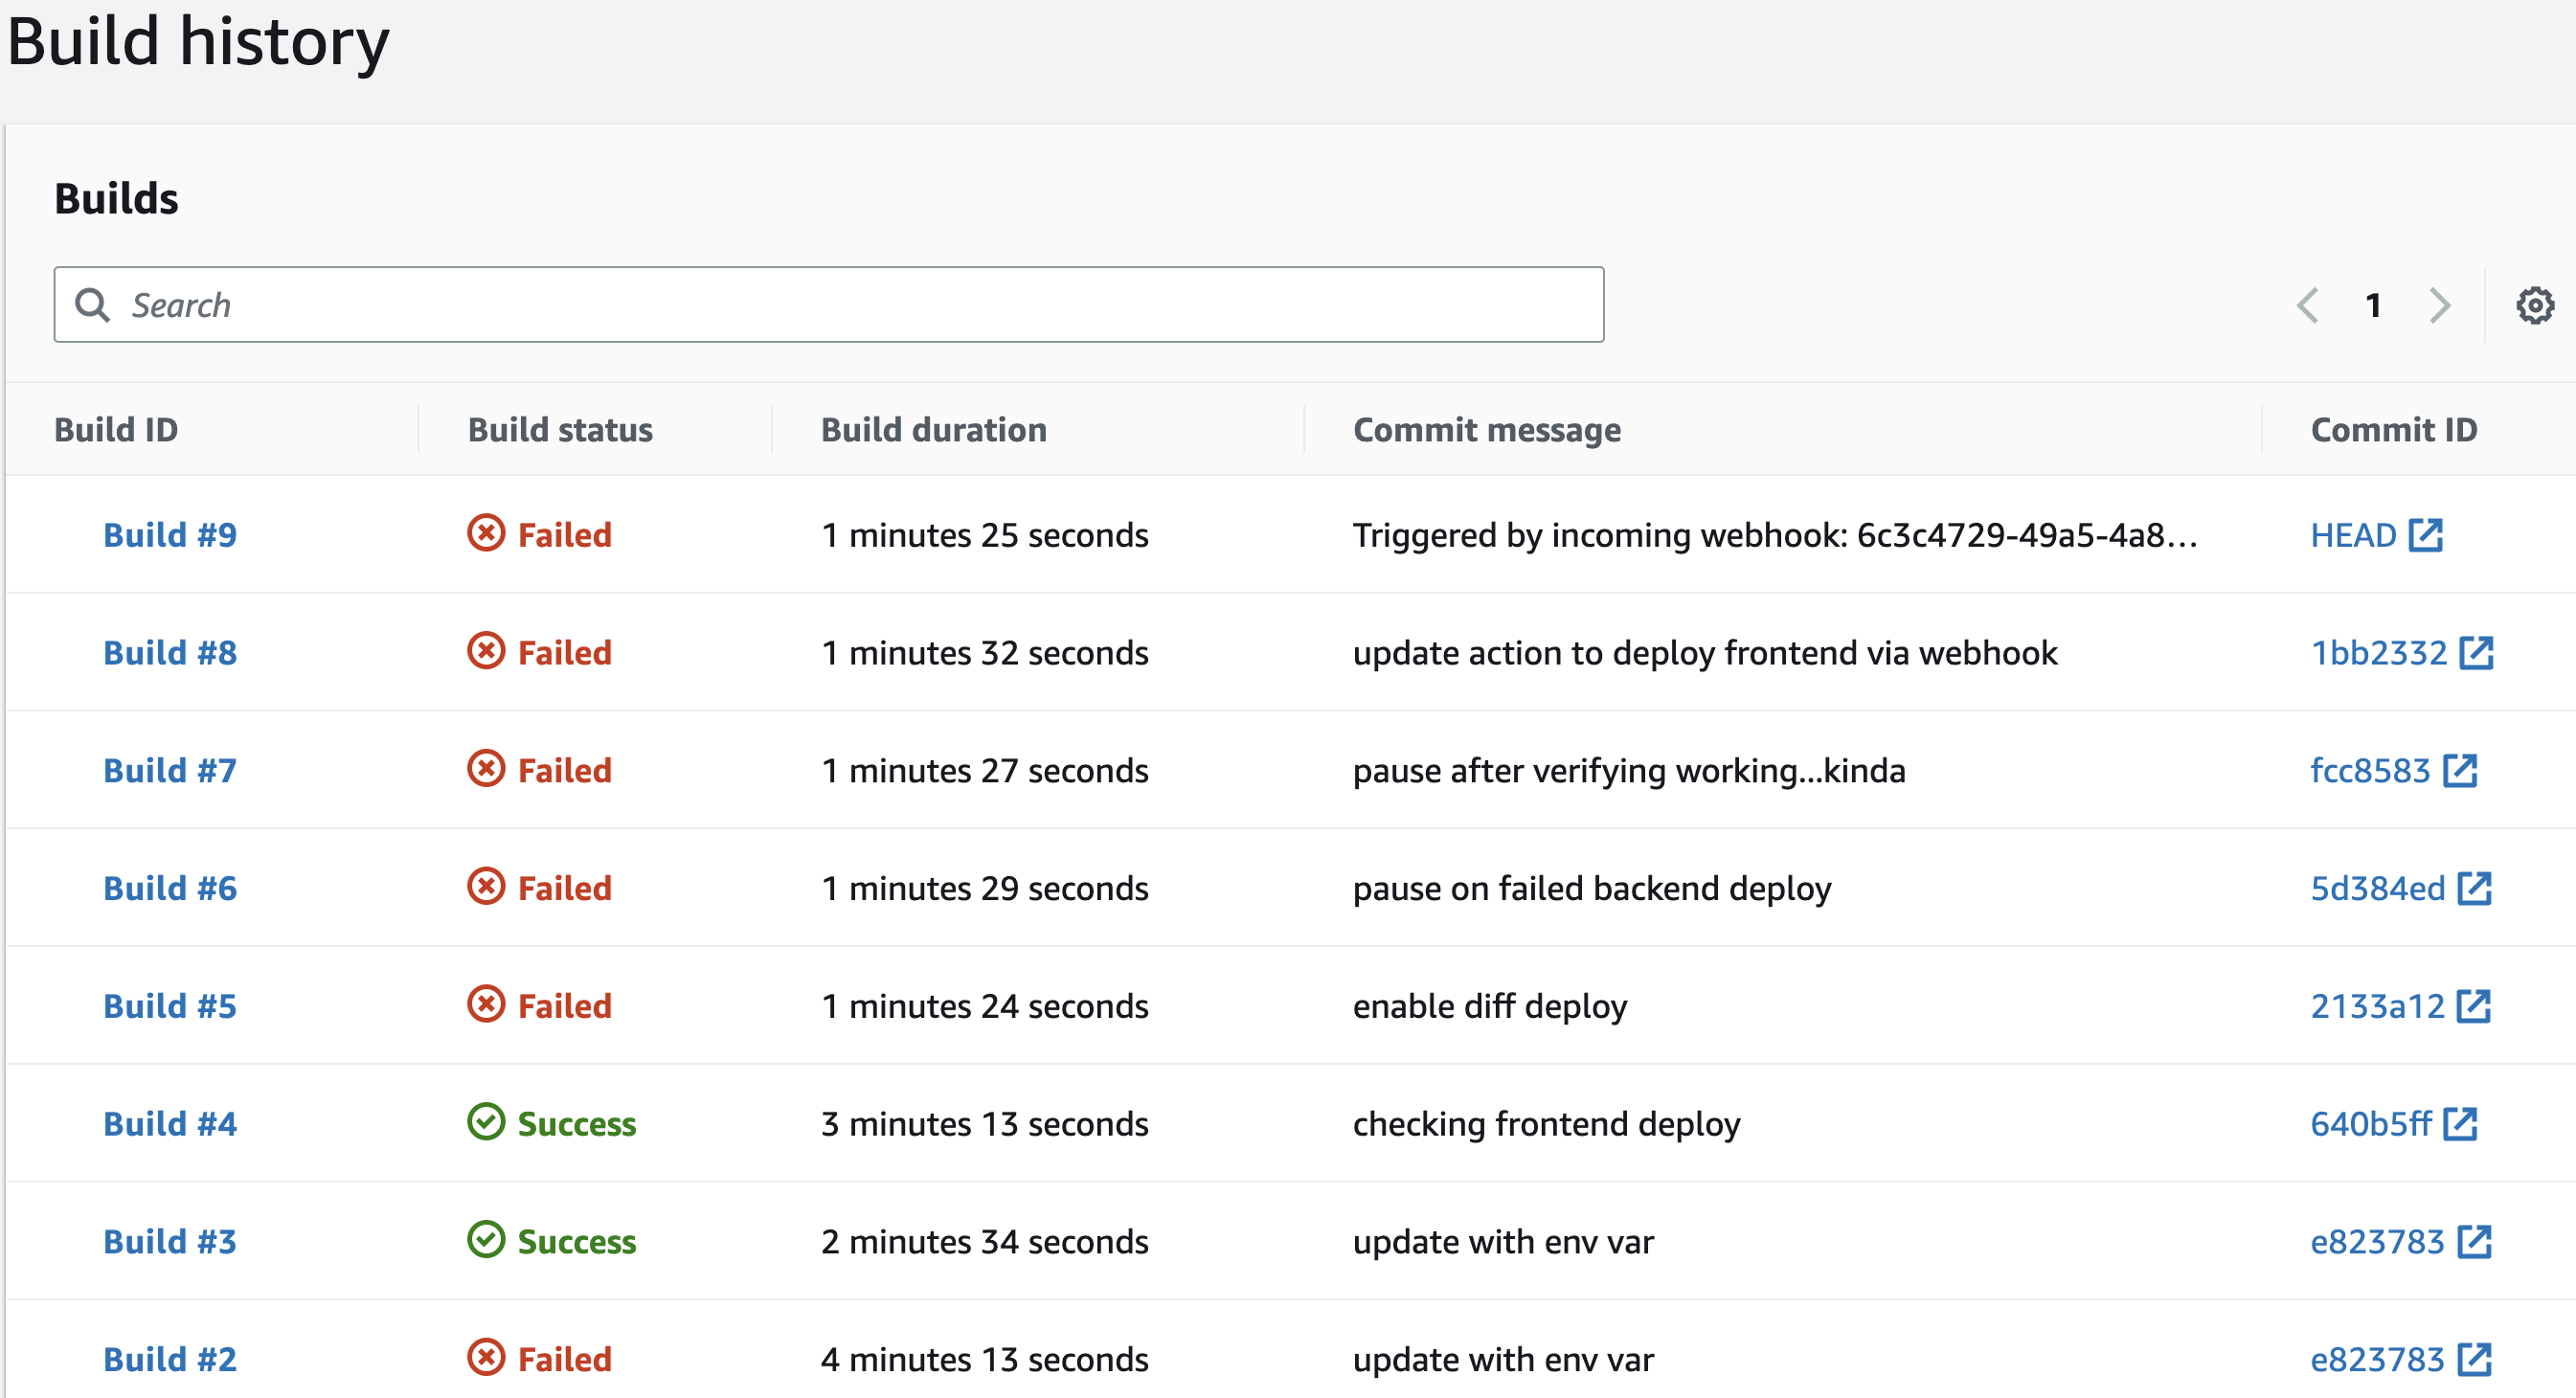 Build history
Builds
Search
1
Build ID Build status Build duration Commit message Commit ID
Build #9 Failed 1 minutes 25 seconds Triggered by incoming webhook: 6c3c4729-49a5-4a8... HEAD
Build #8 Failed 1 minutes 32 seconds update action to deploy frontend via webhook 1bb2332
Build #7 Failed 1 minutes 27 seconds pause after verifying working...kinda fcc8583
Build #6 Failed 1 minutes 29 seconds pause on failed backend deploy 5d384ed
Build #5 Failed 1 minutes 24 seconds enable diff deploy 2133a12
Build #4 Success 3 minutes 13 seconds checking frontend deploy 640b5ff
Build #3 Success 2 minutes 34 seconds update with env var e823783
Build #2 Failed 4 minutes 13 seconds update with env var e823783